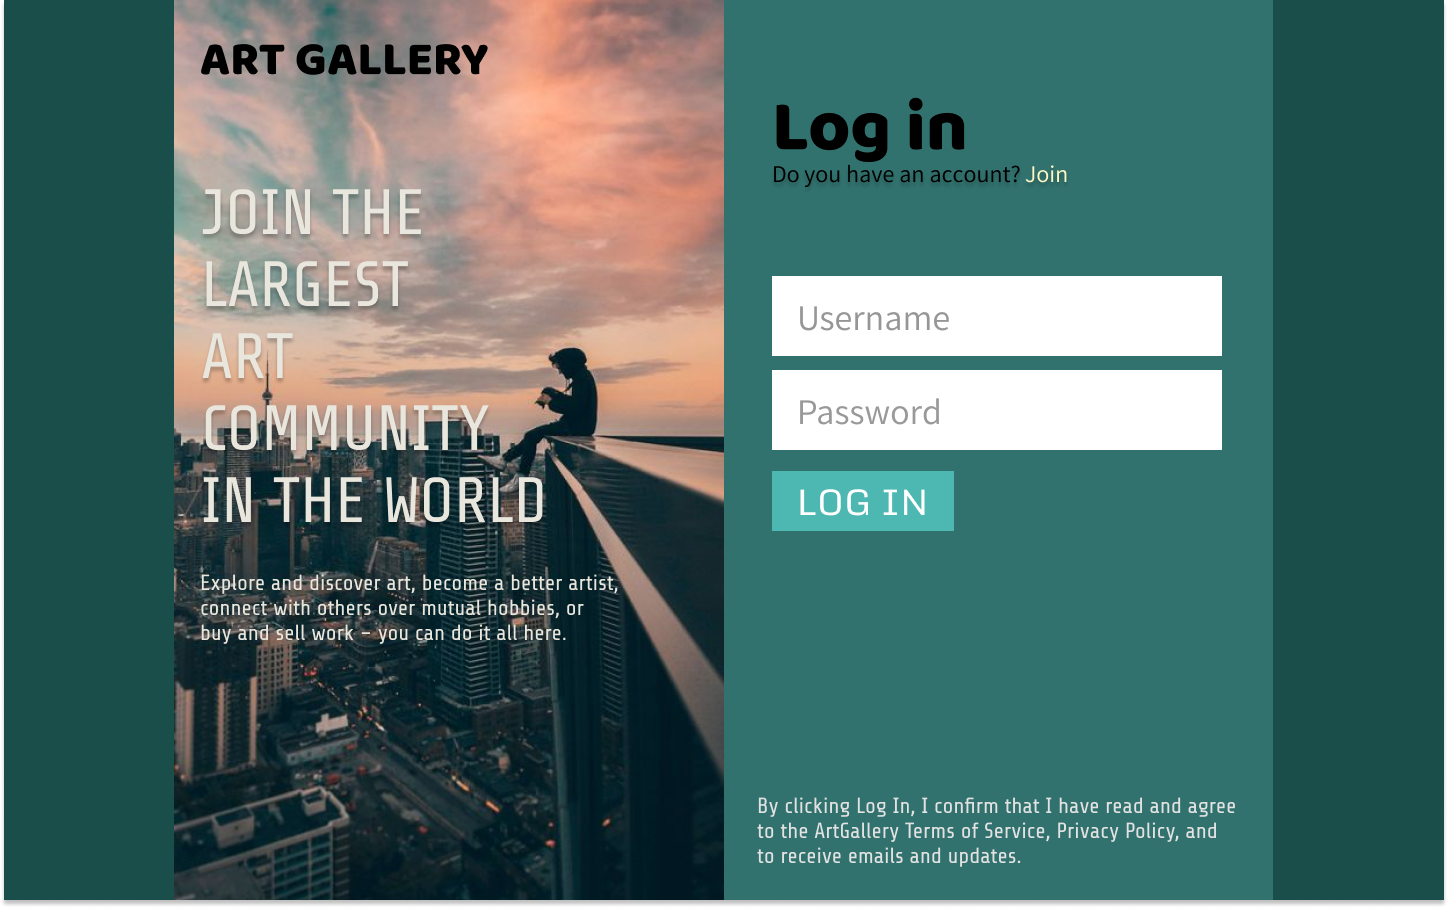 ART GALLERY
JOIN THE
LARGEST
ART
COMMUNITY
IN THE WORLD
Explore and discover art, become a better artist,
connect with others over mutual hobbies, or
buy and sell work – you can do it all here.
Log in
Do you have an account? Join
Username
Password
LOG IN
By clicking Log In, I confirm that I have read and agree
to the ArtGallery Terms of Service, Privacy Policy, and
to receive emails and updates.